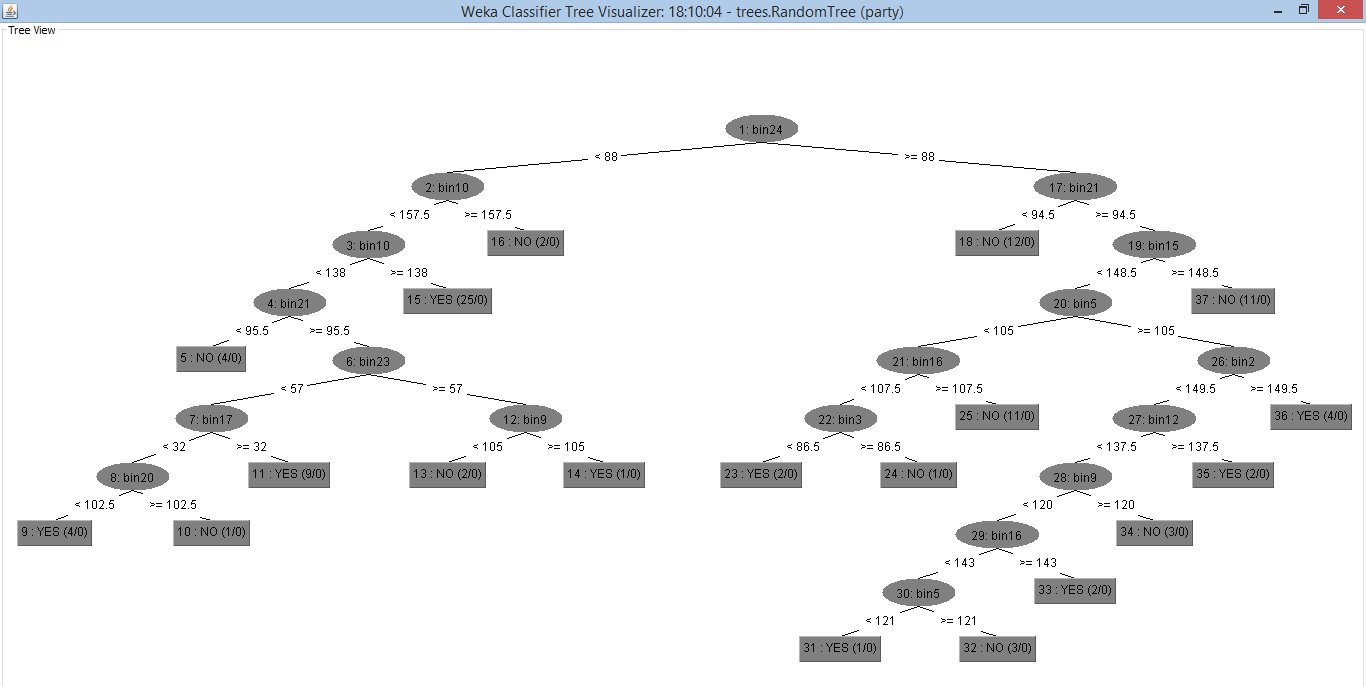 Weka Classifier Tree Visualizer: 18:10:04 - trees.RandomTree (party)
Tree View
1: bin24
< 88 >= 88
2: bin10 17: bin21
< 157.5 >= 157.5 < 94.5 >= 94.5
3: bin10 16 : NO (2/0) 18 : NO (12/0) 19: bin15
< 138 >= 138 < 148.5 >= 148.5
4: bin21 15 : YES (25/0) 20: bin5 37 : NO (11/0)
< 95.5 >= 95.5 < 105 >= 105
5 : NO (4/0) 6: bin23 21: bin16 26: bin2
< 57 >= 57 < 107.5 >= 107.5 < 149.5 >= 149.5
7: bin17 12: bin9 22: bin3 25 : NO (11/0) 27: bin12 36 : YES (4/0)
< 32 >= 32 < 105 >= 105 < 86.5 >= 86.5 < 137.5 >= 137.5
8: bin20 11 : YES (9/0) 13 : NO (2/0) 14 : YES (1/0) 23 : YES (2/0) 24 : NO (1/0) 28: bin9 35 : YES (2/0)
< 102.5 >= 102.5 < 120 >= 120
9 : YES (4/0) 10 : NO (1/0) 29: bin16 34 : NO (3/0)
< 143 >= 143
30: bin5 33 : YES (2/0)
< 121 >= 121
31 : YES (1/0) 32 : NO (3/0)